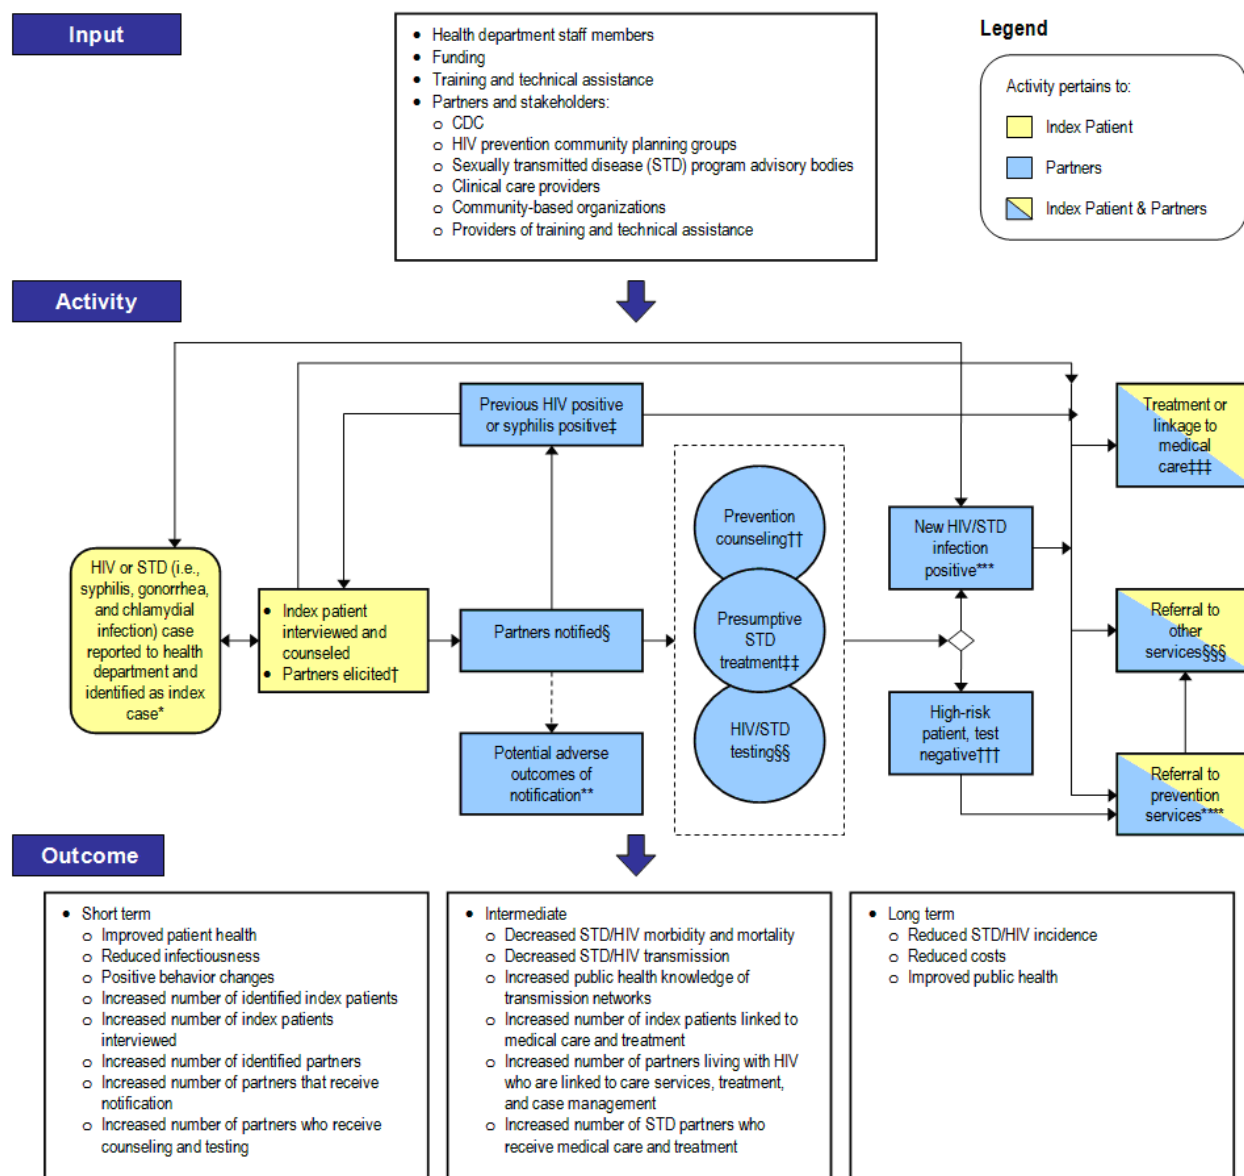 Input
• Health department staff members
• Funding
• Training and technical assistance
• Partners and stakeholders:
o CDC
o HIV prevention community planning groups
o Sexually transmitted disease (STD) program advisory bodies
o Clinical care providers
o Community-based organizations
o Providers of training and technical assistance
Legend
Activity pertains to:
Index Patient
Partners
Index Patient & Partners
Activity
HIV or STD (i.e.,
syphilis, gonorrhea,
and chlamydial
infection) case
reported to health
department and
identified as index
case*
• Index patient
interviewed and
counseled
• Partners elicited†
Previous HIV positive
or syphilis positive‡
Partners notified§
Potential adverse
outcomes of
notification**
Prevention
counseling††
Presumptive
STD
treatment‡‡
HIV/STD
testing§§
New HIV/STD
infection
positive***
High-risk
patient, test
negative†††
Treatment or
linkage to
medical
care‡‡‡
Referral to
other
services§§§
Referral to
prevention
services****
Outcome
• Short term
o Improved patient health
o Reduced infectiousness
o Positive behavior changes
o Increased number of identified index patients
o Increased number of index patients
interviewed
o Increased number of identified partners
o Increased number of partners that receive
notification
o Increased number of partners who receive
counseling and testing
• Intermediate
o Decreased STD/HIV morbidity and mortality
o Decreased STD/HIV transmission
o Increased public health knowledge of
transmission networks
o Increased number of index patients linked to
medical care and treatment
o Increased number of partners living with HIV
who are linked to care services, treatment,
and case management
o Increased number of STD partners who
receive medical care and treatment
• Long term
o Reduced STD/HIV incidence
o Reduced costs
o Improved public health